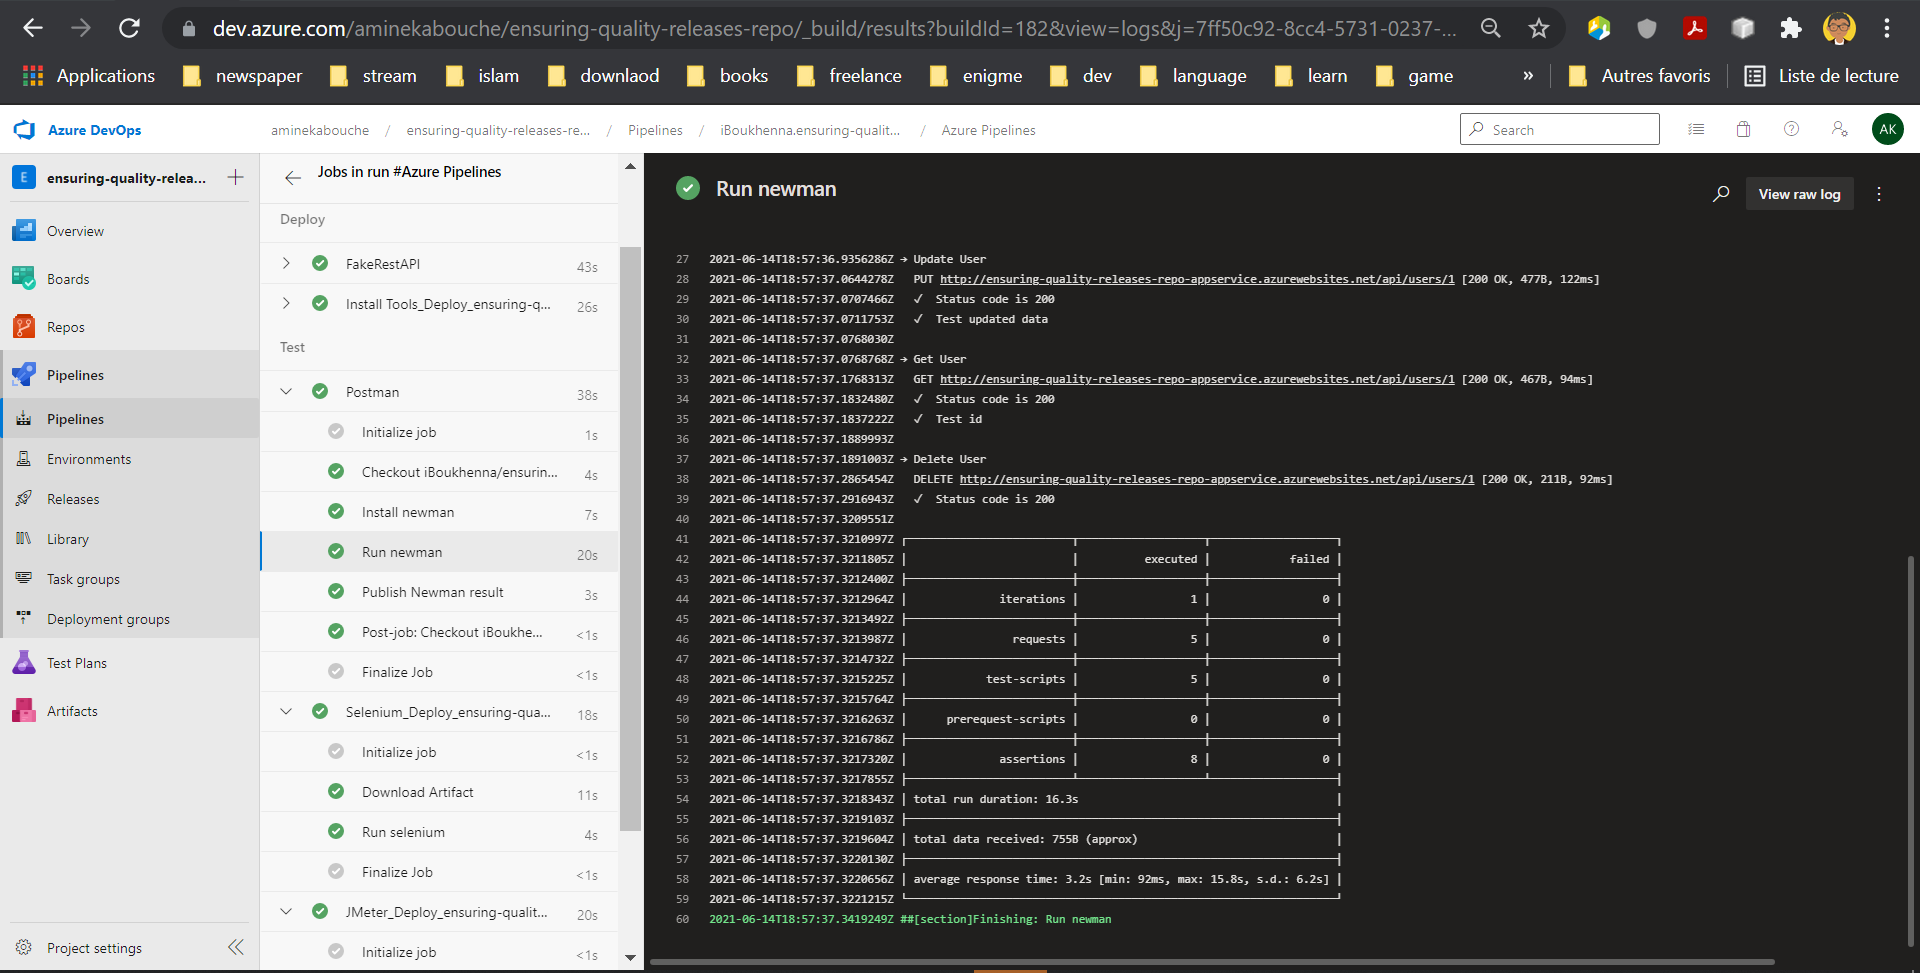 dev.azure.com/aminekabouche/ensuring-quality-releases-repo/_build/results?buildId=182&view=logs&j=7ff50c92-8cc4-5731-0237-...
Applications newspaper stream islam downlaod books freelance enigme dev language learn game » Autres favoris Liste de lecture
Azure DevOps aminekabouche / ensuring-quality-releases-re... / Pipelines / iBoukhenna.ensuring-qualit... / Azure Pipelines Search AK
E ensuring-quality-relea... +
Overview
Boards
Repos
Pipelines
Pipelines
Environments
Releases
Library
Task groups
Deployment groups
Test Plans
Artifacts
Project settings
Jobs in run #Azure Pipelines
Deploy
FakeRestAPI 43s
Install Tools_Deploy_ensuring-q... 26s
Test
Postman 38s
Initialize job 1s
Checkout iBoukhenna/ensurin... 4s
Install newman 7s
Run newman 20s
Publish Newman result 3s
Post-job: Checkout iBoukhe... <1s
Finalize Job <1s
Selenium_Deploy_ensuring-qua... 18s
Initialize job <1s
Download Artifact 11s
Run selenium 4s
Finalize Job <1s
JMeter_Deploy_ensuring-qualit... 20s
Initialize job <1s
Run newman
View raw log
27 2021-06-14T18:57:36.9356286Z → Update User
28 2021-06-14T18:57:37.0644278Z PUT http://ensuring-quality-releases-repo-appservice.azurewebsites.net/api/users/1 [200 OK, 477B, 122ms]
29 2021-06-14T18:57:37.0707466Z ✓ Status code is 200
30 2021-06-14T18:57:37.0711753Z ✓ Test updated data
31 2021-06-14T18:57:37.0768030Z
32 2021-06-14T18:57:37.0768768Z → Get User
33 2021-06-14T18:57:37.1768313Z GET http://ensuring-quality-releases-repo-appservice.azurewebsites.net/api/users/1 [200 OK, 467B, 94ms]
34 2021-06-14T18:57:37.1832480Z ✓ Status code is 200
35 2021-06-14T18:57:37.1837222Z ✓ Test id
36 2021-06-14T18:57:37.1889993Z
37 2021-06-14T18:57:37.1891003Z → Delete User
38 2021-06-14T18:57:37.2865454Z DELETE http://ensuring-quality-releases-repo-appservice.azurewebsites.net/api/users/1 [200 OK, 211B, 92ms]
39 2021-06-14T18:57:37.2916943Z ✓ Status code is 200
40 2021-06-14T18:57:37.3209551Z
41 2021-06-14T18:57:37.3210997Z
42 2021-06-14T18:57:37.3211805Z | | executed | failed |
43 2021-06-14T18:57:37.3212400Z
44 2021-06-14T18:57:37.3212964Z | iterations | 1 | 0 |
45 2021-06-14T18:57:37.3213492Z
46 2021-06-14T18:57:37.3213987Z | requests | 5 | 0 |
47 2021-06-14T18:57:37.3214732Z
48 2021-06-14T18:57:37.3215225Z | test-scripts | 5 | 0 |
49 2021-06-14T18:57:37.3215764Z
50 2021-06-14T18:57:37.3216263Z | prerequest-scripts | 0 | 0 |
51 2021-06-14T18:57:37.3216786Z
52 2021-06-14T18:57:37.3217320Z | assertions | 8 | 0 |
53 2021-06-14T18:57:37.3217855Z
54 2021-06-14T18:57:37.3218343Z | total run duration: 16.3s |
55 2021-06-14T18:57:37.3219103Z
56 2021-06-14T18:57:37.3219604Z | total data received: 755B (approx) |
57 2021-06-14T18:57:37.3220130Z
58 2021-06-14T18:57:37.3220656Z | average response time: 3.2s [min: 92ms, max: 15.8s, s.d.: 6.2s] |
59 2021-06-14T18:57:37.3221215Z
60 2021-06-14T18:57:37.3419249Z ##[section]Finishing: Run newman